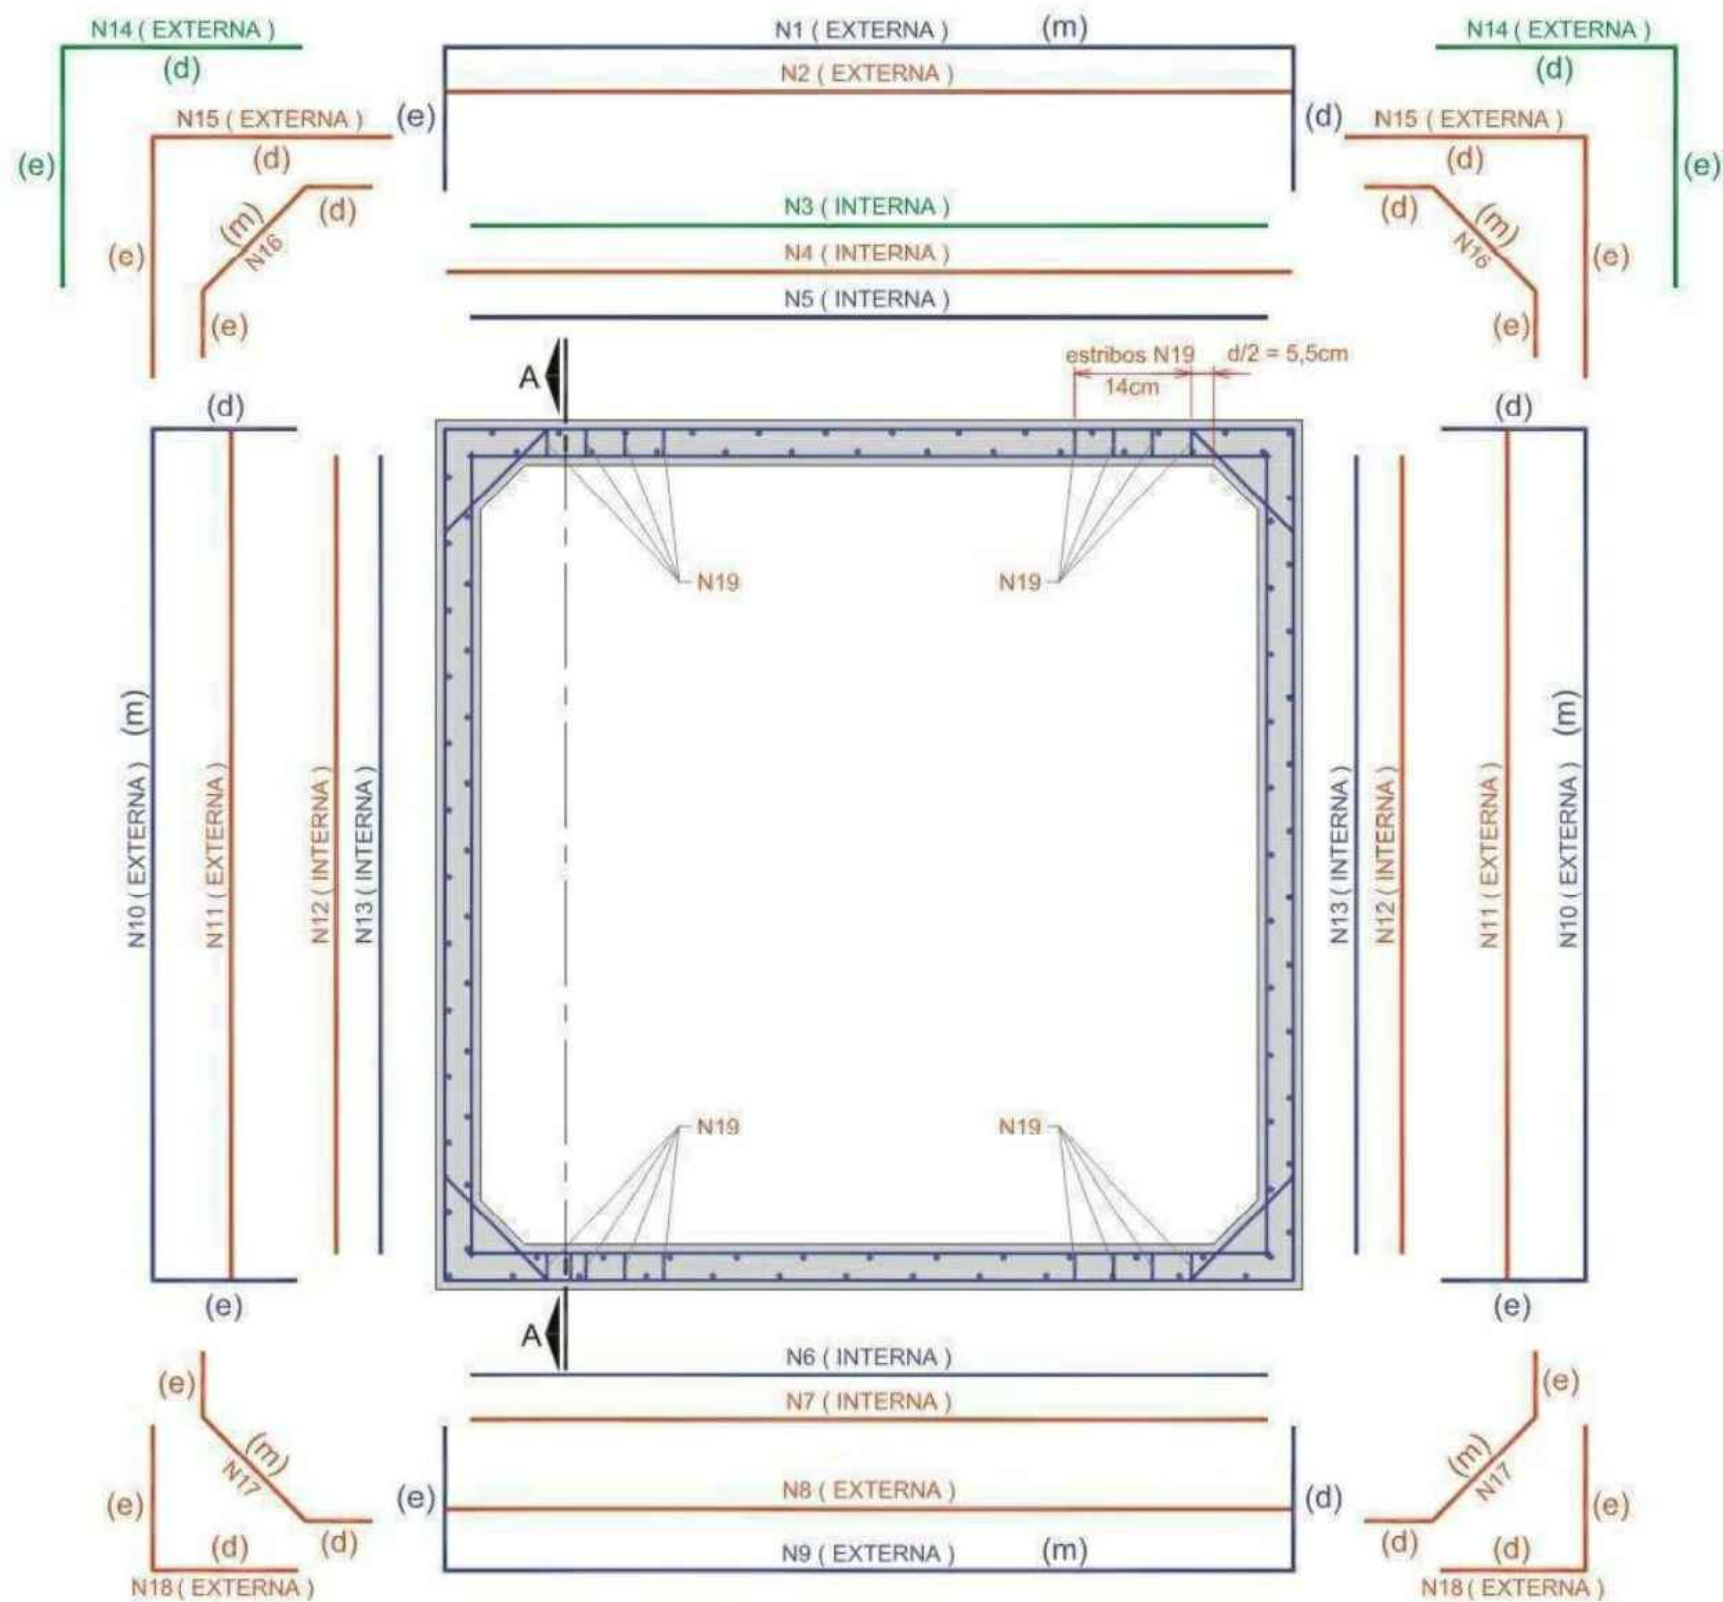 N14 ( EXTERNA )
(d)
(e)
N15 ( EXTERNA )
(d)
(e)
(m)
N16
(d)
(e)
N1 ( EXTERNA ) (m)
N2 ( EXTERNA )
(e)
(d)
N3 ( INTERNA )
N4 ( INTERNA )
N5 ( INTERNA )
N14 ( EXTERNA )
(d)
(e)
N15 ( EXTERNA )
(d)
(e)
(d)
(m)
N16
(e)
A
estribos N19 d/2 = 5,5cm
14cm
(d)
(m)
N10 ( EXTERNA )
N11 ( EXTERNA )
N12 ( INTERNA )
N13 ( INTERNA )
(e)
N19
N19
N19
N19
(d)
N13 ( INTERNA )
N12 ( INTERNA )
N11 ( EXTERNA )
N10 ( EXTERNA )
(m)
(e)
A
N6 ( INTERNA )
N7 ( INTERNA )
N8 ( EXTERNA )
(e)
(d)
N9 ( EXTERNA ) (m)
(e)
(m)
N17
(d)
(e)
(d)
N18 ( EXTERNA )
(e)
(m)
N17
(d)
(e)
(d)
N18 ( EXTERNA )